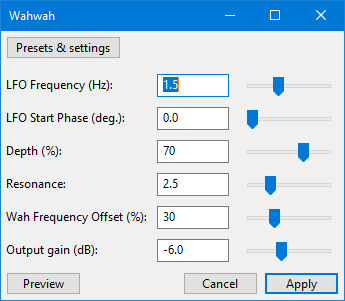 Wahwah
Presets & settings
LFO Frequency (Hz): 1.5
LFO Start Phase (deg.): 0.0
Depth (%): 70
Resonance: 2.5
Wah Frequency Offset (%): 30
Output gain (dB): -6.0
Preview Cancel Apply